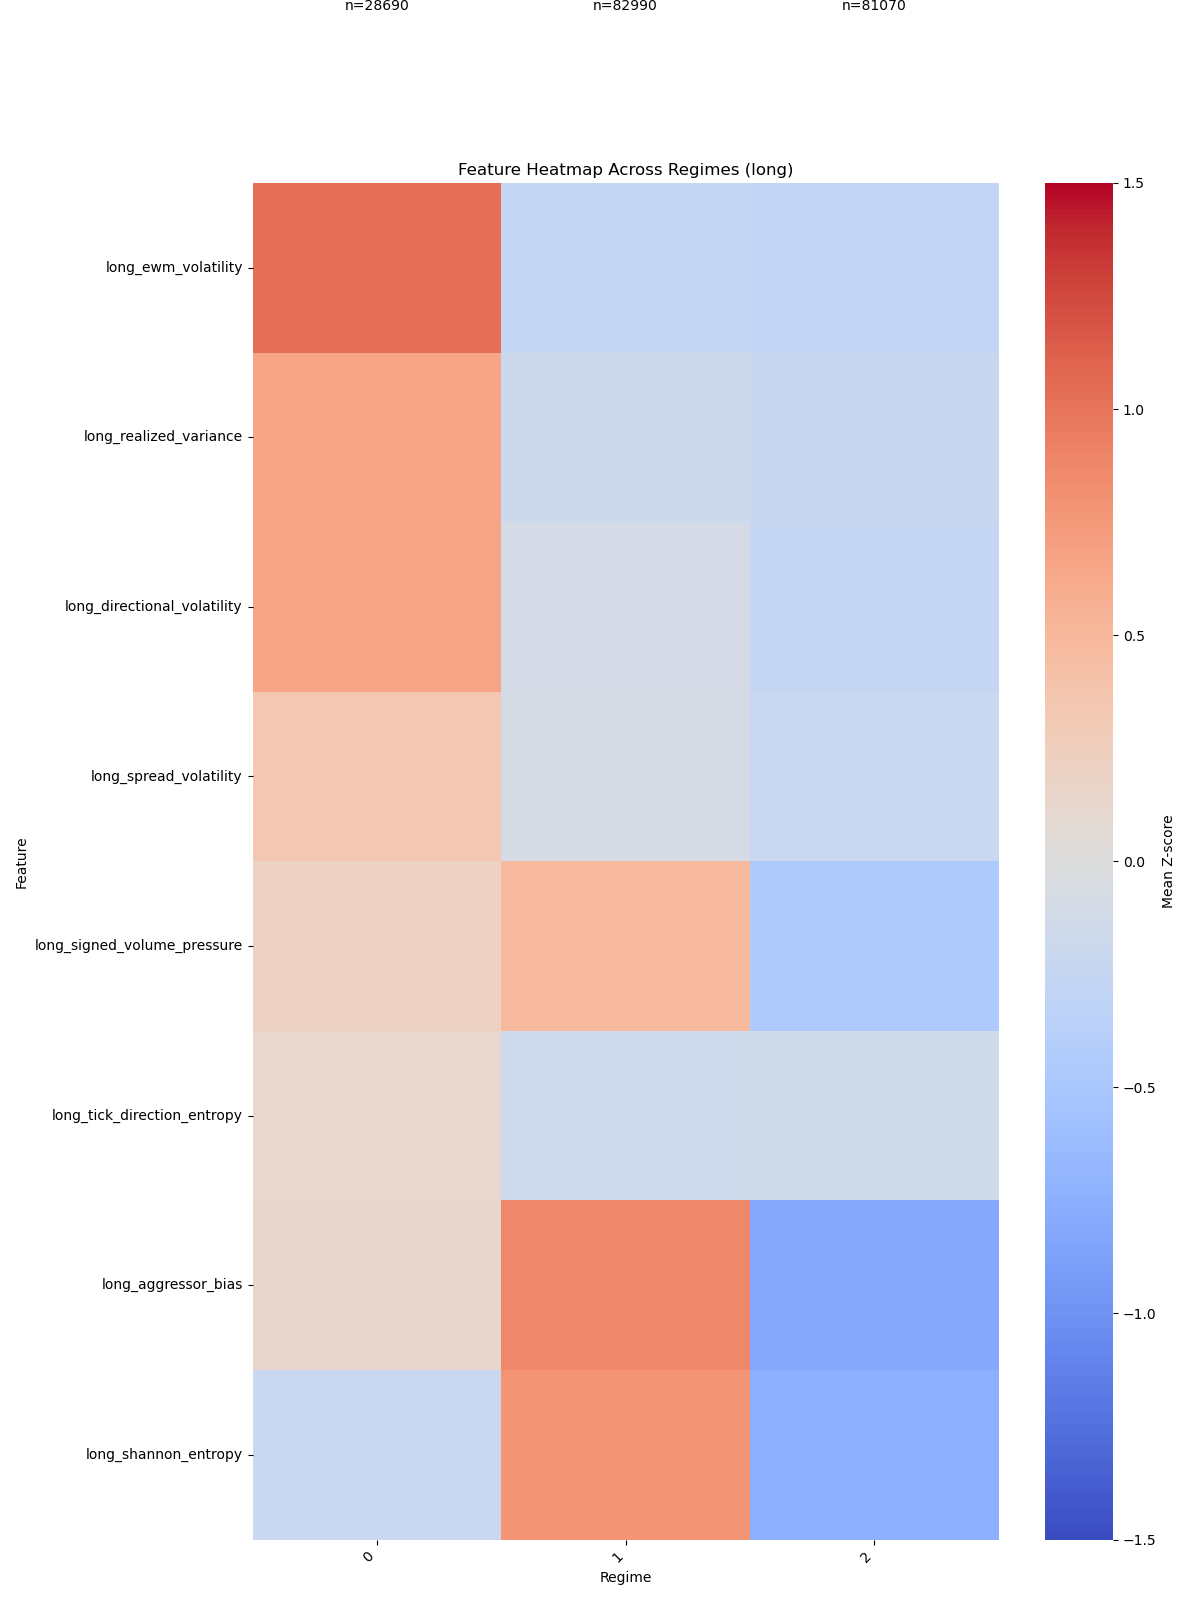 n=28690 n=82990 n=81070
Feature Heatmap Across Regimes (long)
long_ewm_volatility
long_realized_variance
long_directional_volatility
long_spread_volatility
long_signed_volume_pressure
long_tick_direction_entropy
long_aggressor_bias
long_shannon_entropy
Feature
0 1 2
Regime
1.5
1.0
0.5
0.0
−0.5
−1.0
−1.5
Mean Z-score